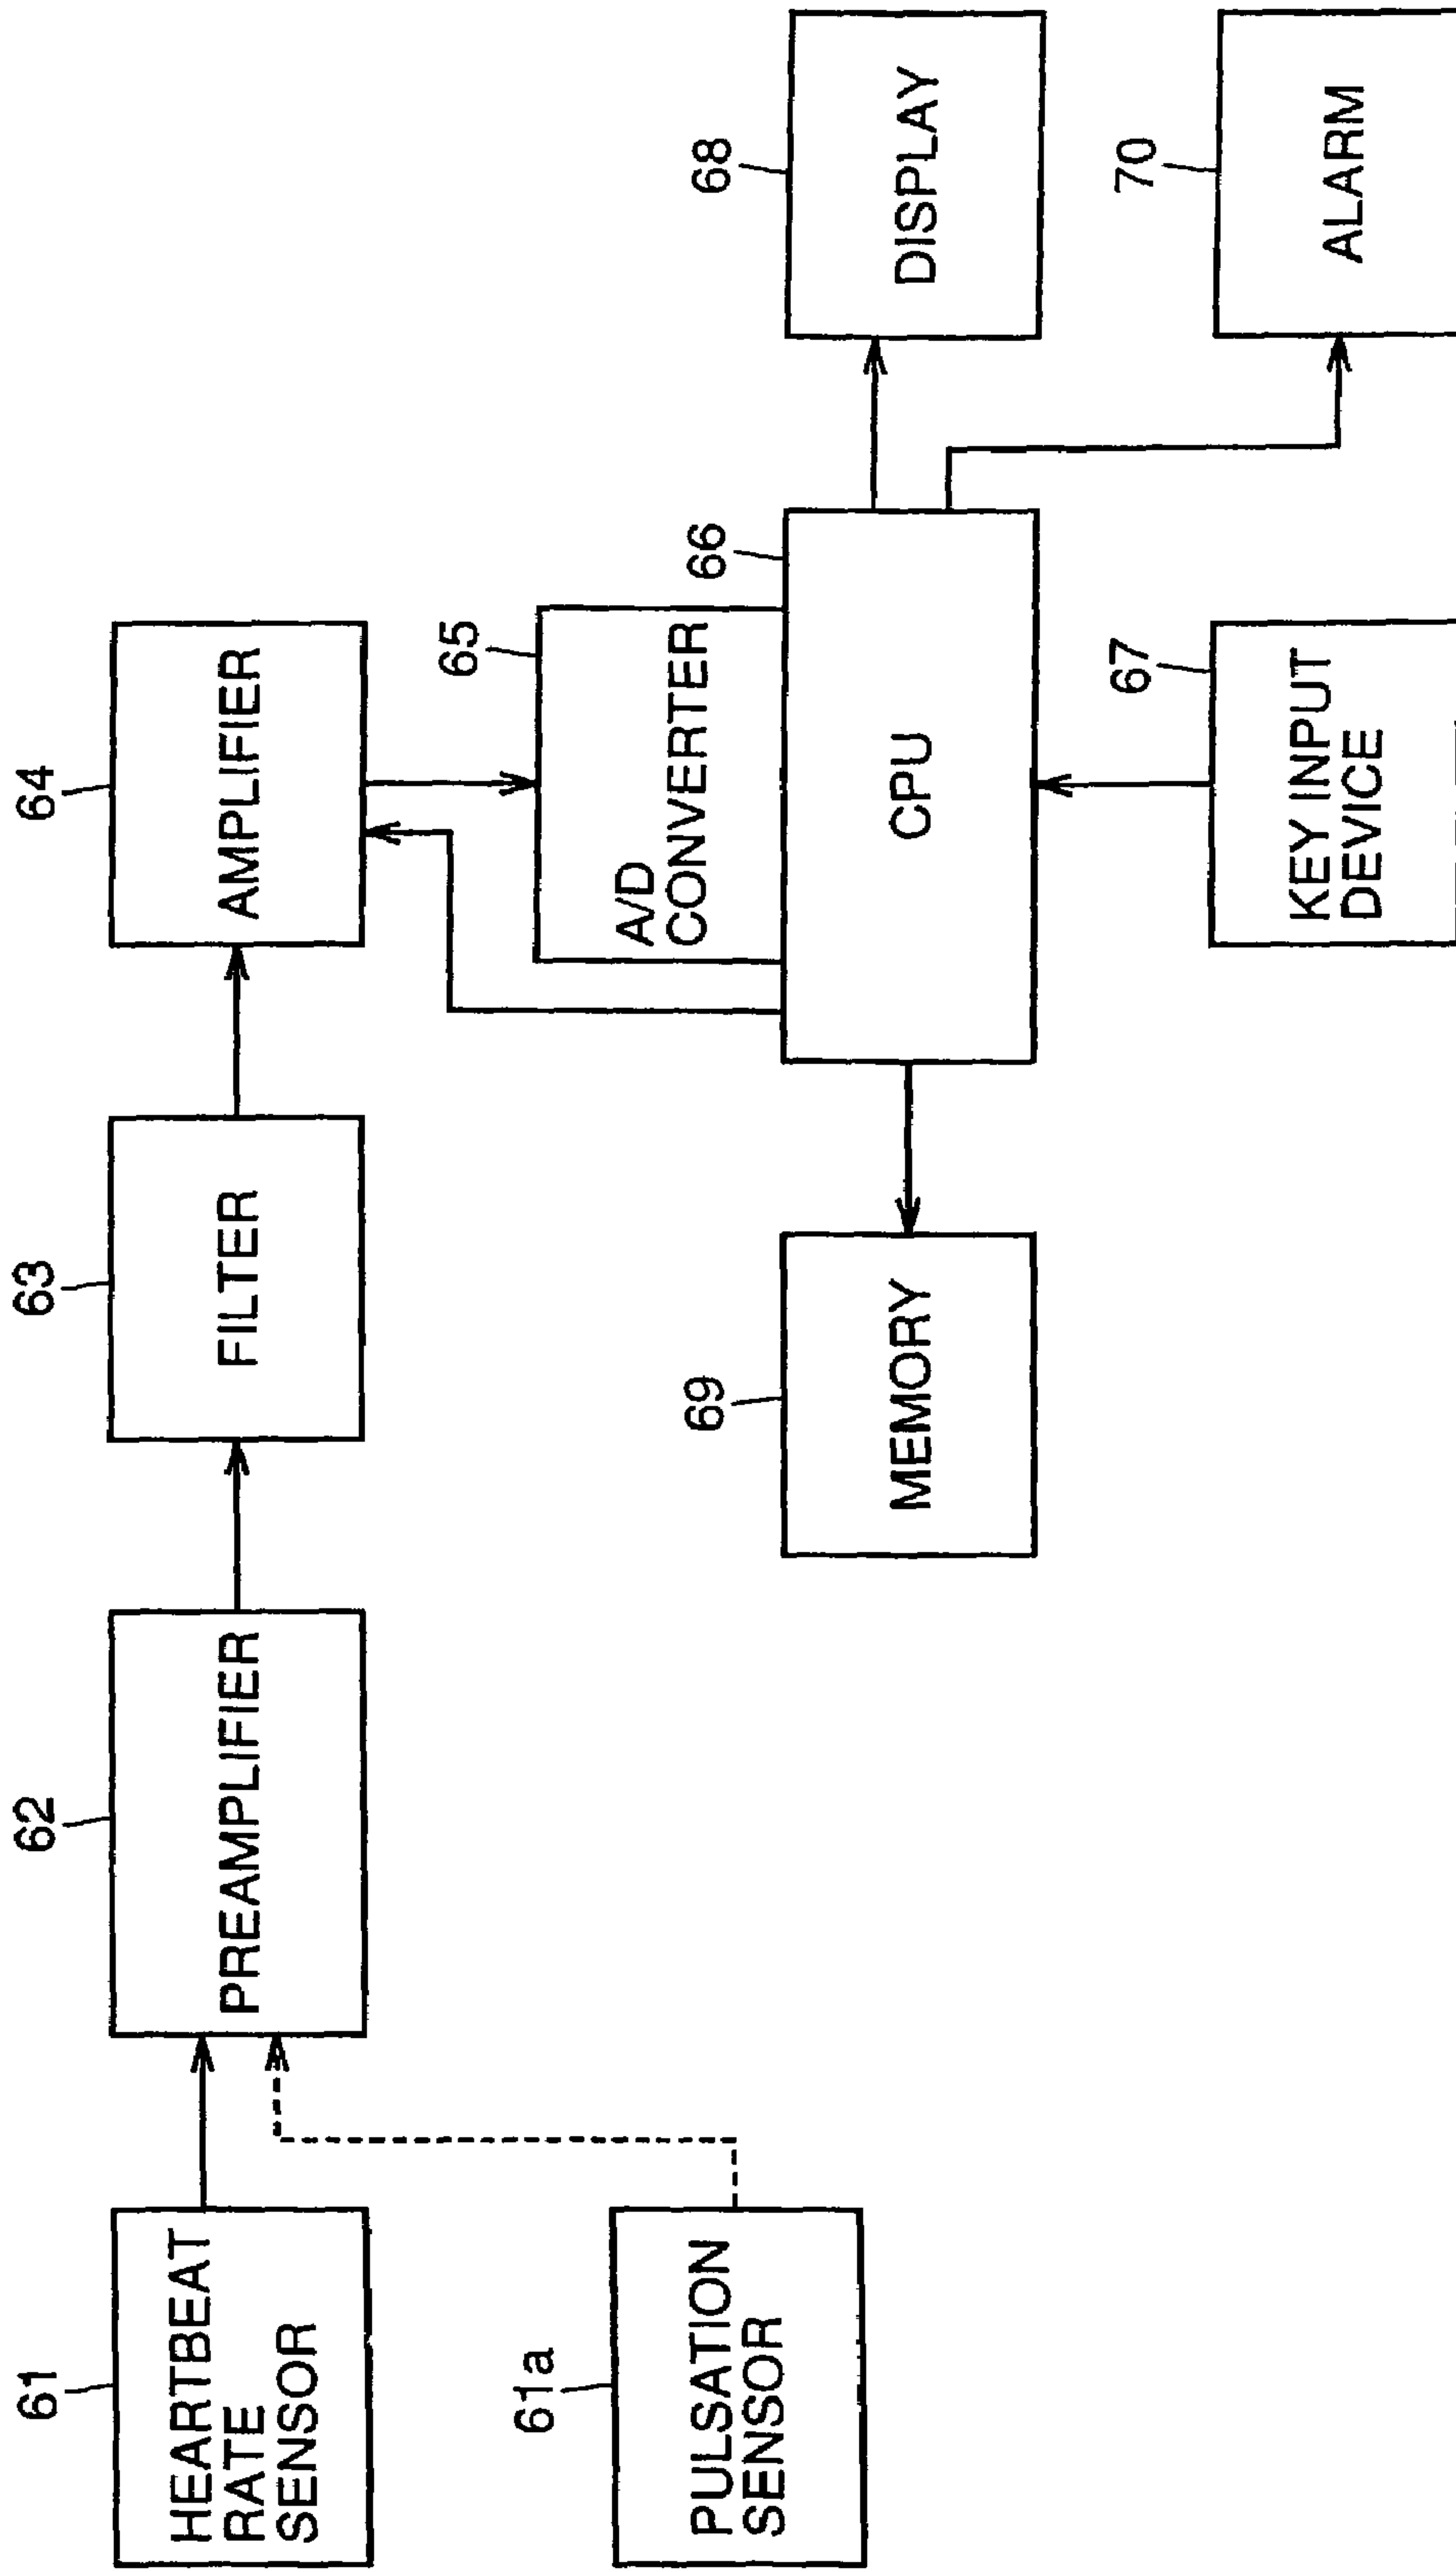 61
HEARTBEAT
RATE
SENSOR
62
PREAMPLIFIER
63
FILTER
64
AMPLIFIER
61a
PULSATION
SENSOR
65
A/D
CONVERTER
66
CPU
69
MEMORY
68
DISPLAY
67
KEY INPUT
DEVICE
70
ALARM